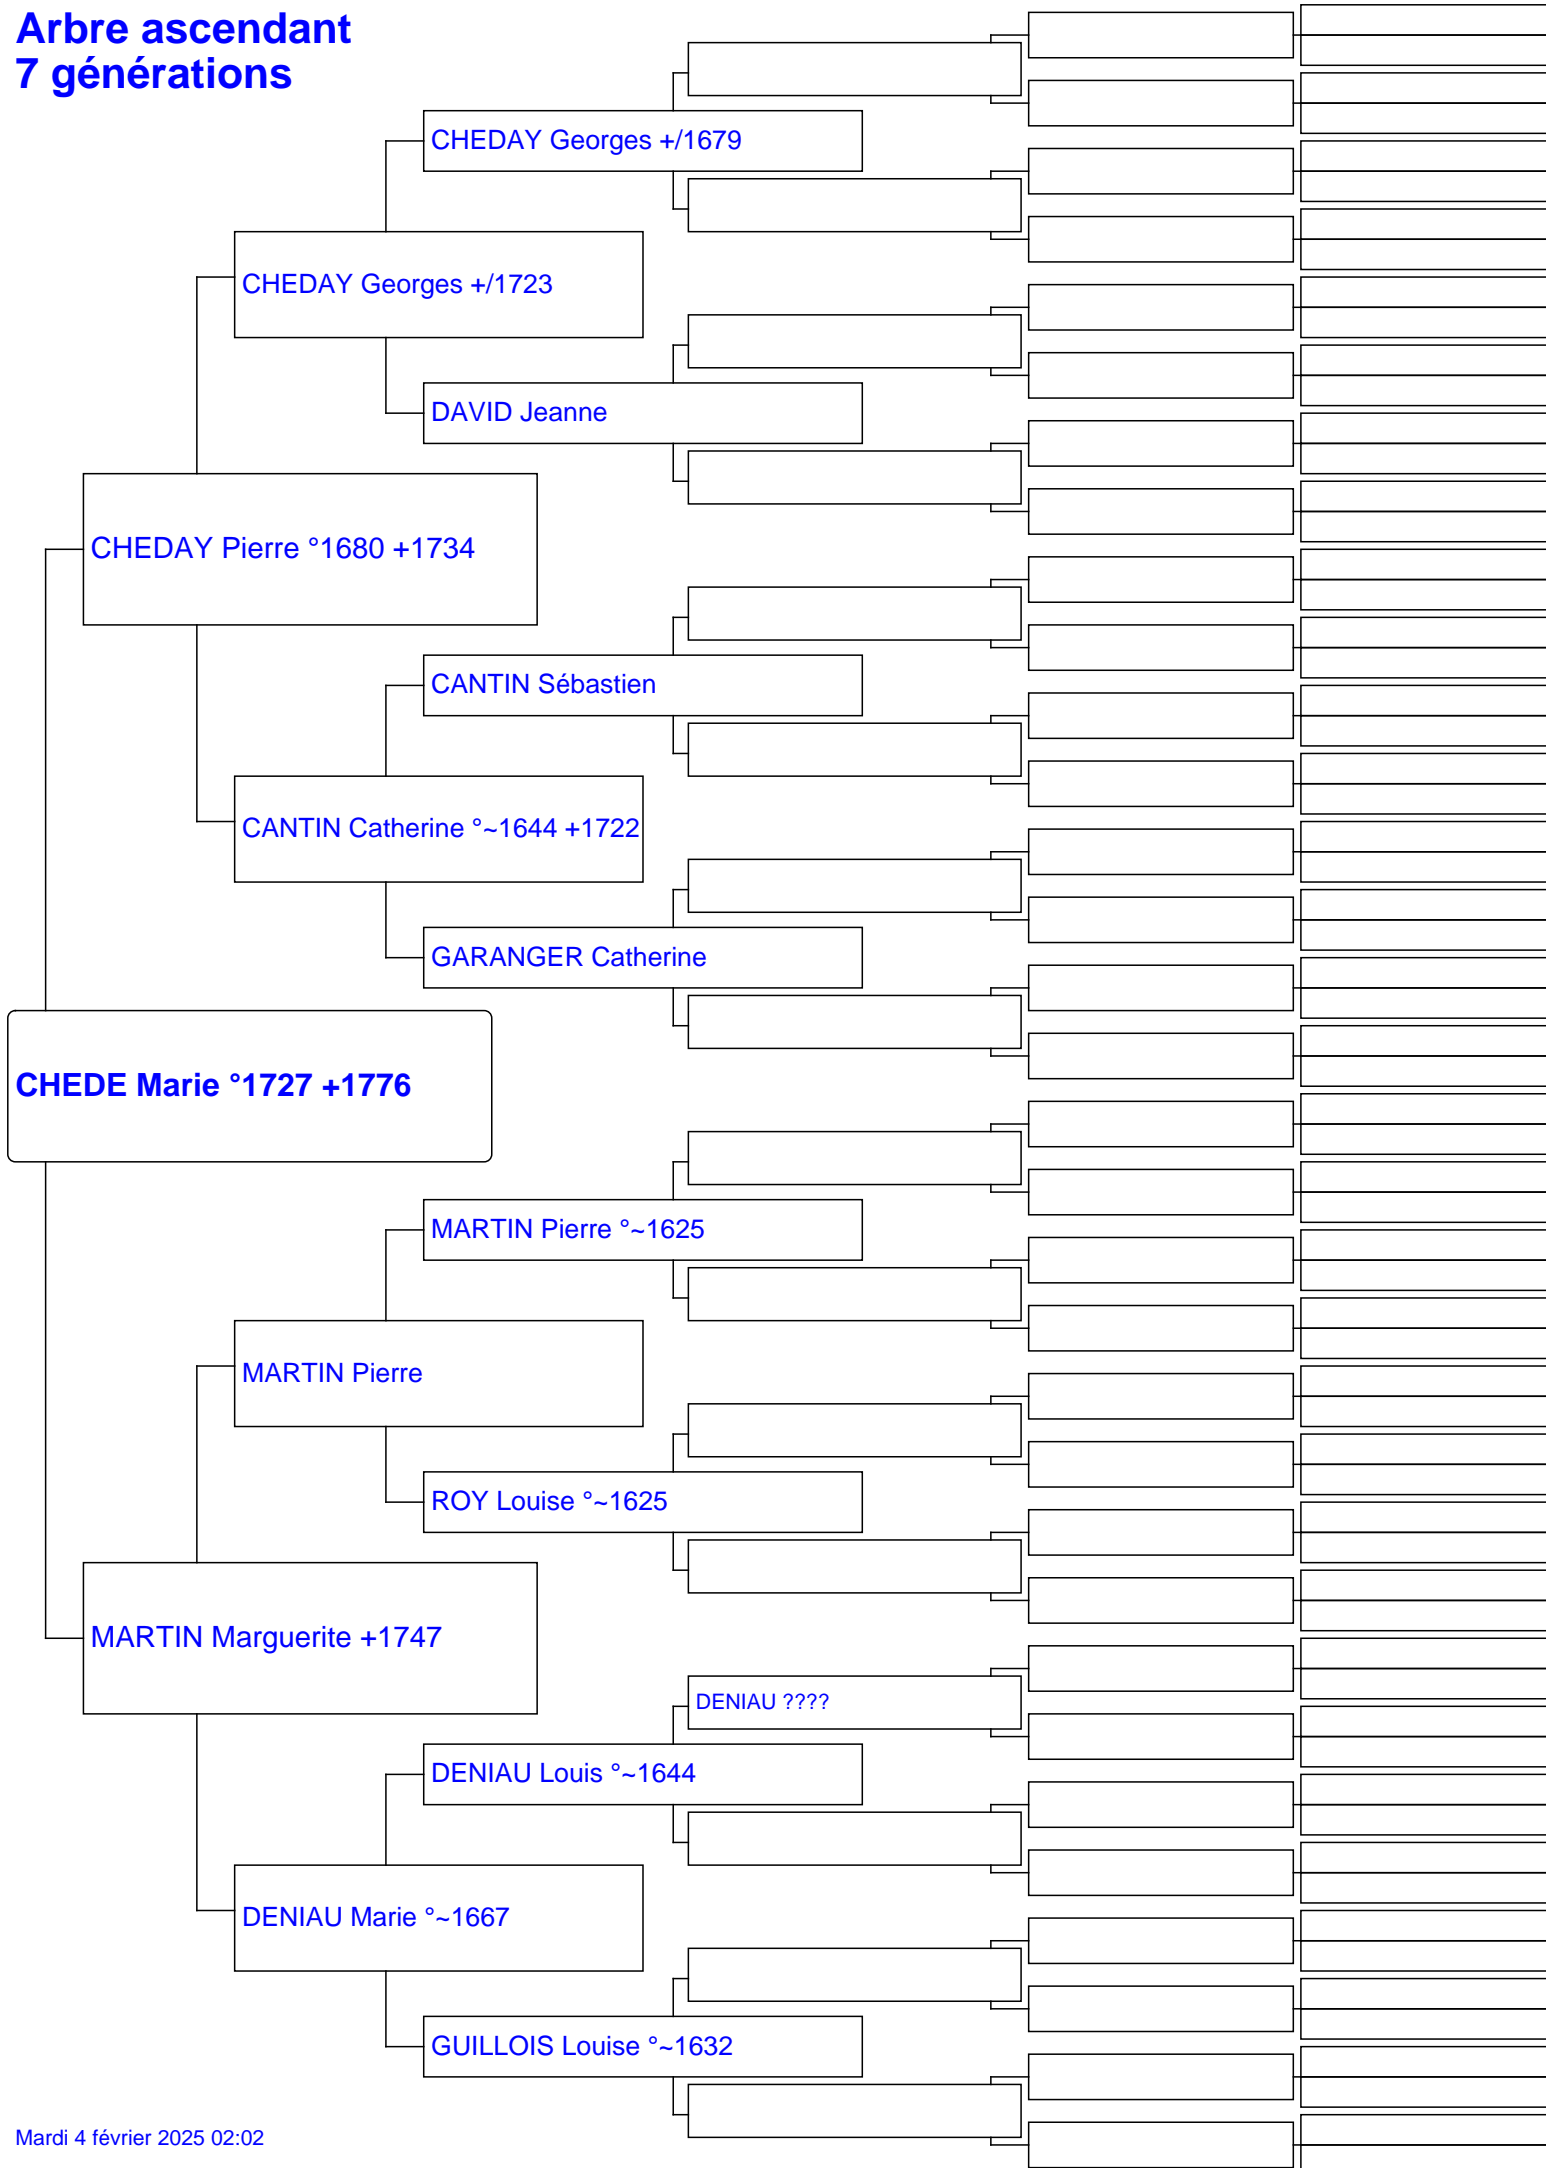 Arbre ascendant
7 générations
CHEDAY Georges +/1679
CHEDAY Georges +/1723
DAVID Jeanne
CHEDAY Pierre °1680 +1734
CANTIN Sébastien
CANTIN Catherine °~1644 +1722
GARANGER Catherine
CHEDE Marie °1727 +1776
MARTIN Pierre °~1625
MARTIN Pierre
ROY Louise °~1625
MARTIN Marguerite +1747
DENIAU ????
DENIAU Louis °~1644
DENIAU Marie °~1667
GUILLOIS Louise °~1632
Mardi 4 février 2025 02:02